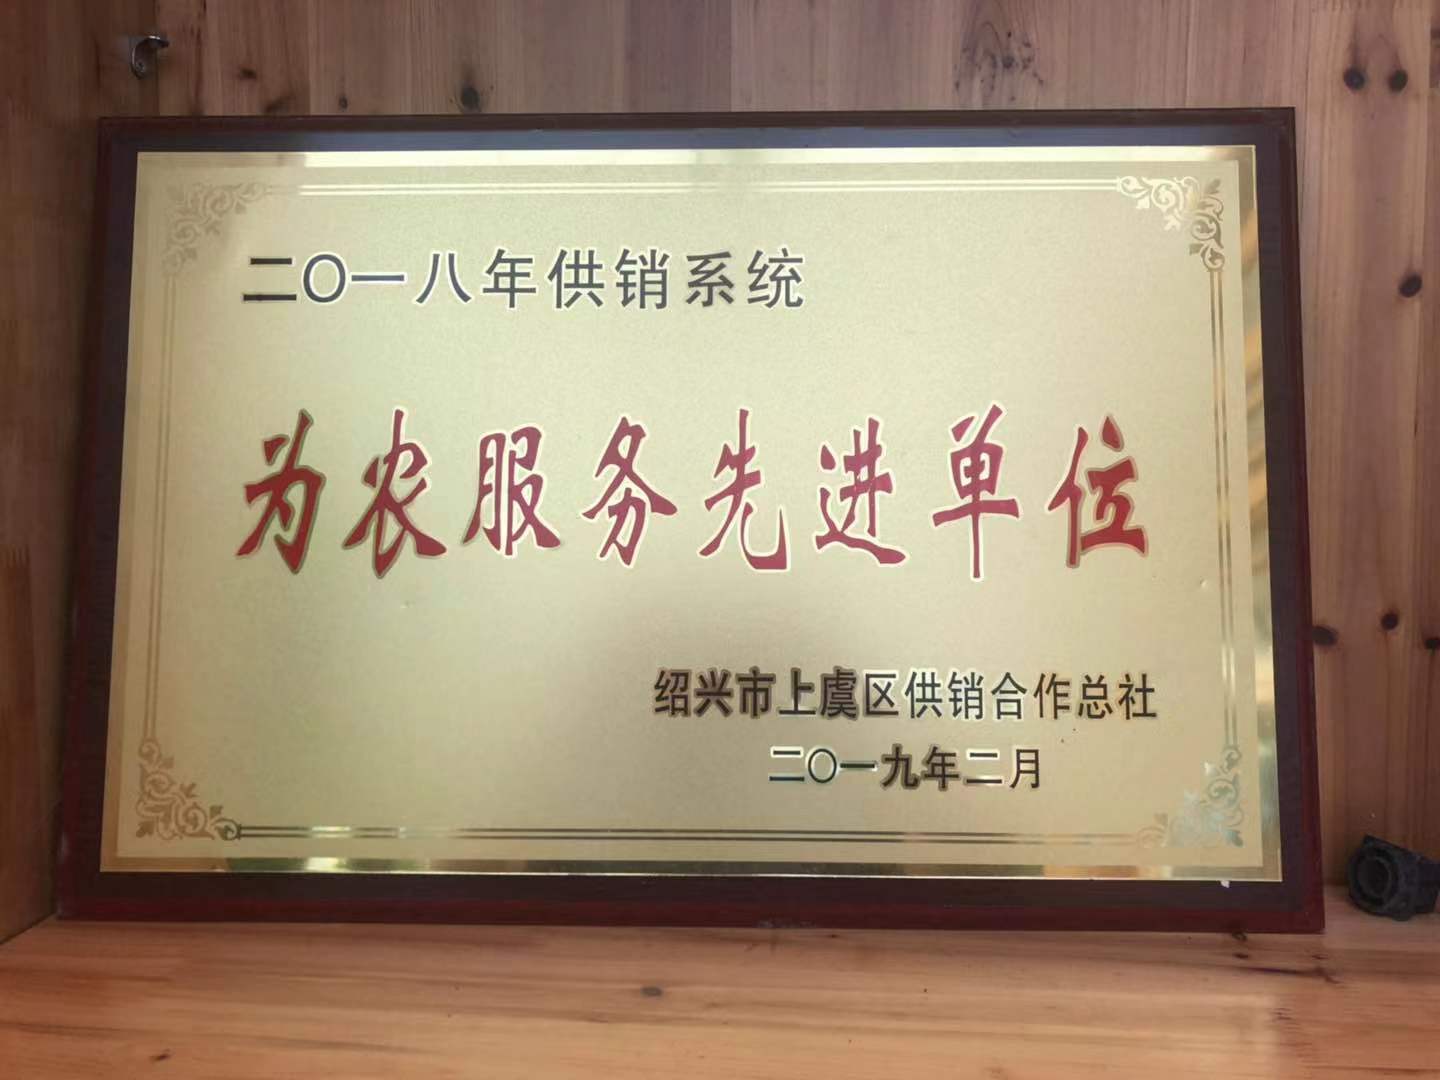 二〇一八年供销系统
为农服务先进单位
绍兴市上虞区供销合作总社
二〇一九年二月